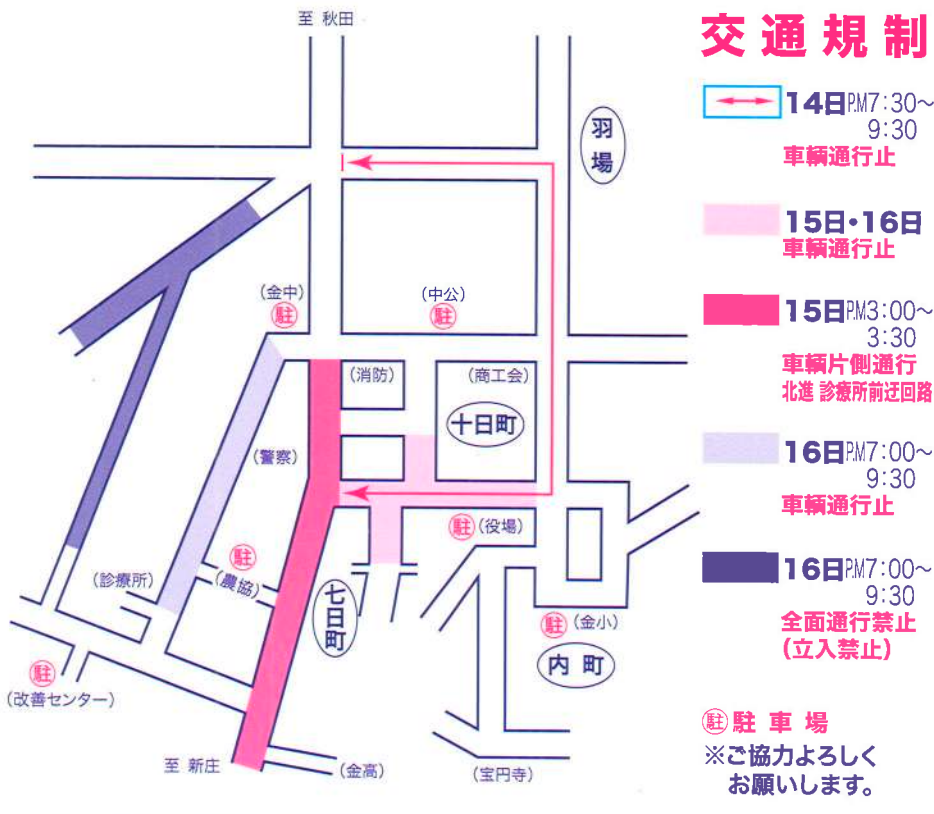 至 秋田
羽場
(金中)
駐
(中公)
駐
(消防)
(商工会)
十日町
(警察)
駐
(農協)
(診療所)
駐
(役場)
七日町
駐
(金小)
内町
駐
(改善センター)
至 新庄
(金高)
(宝円寺)
交通規制
14日PM7:30〜
9:30
車輌通行止
15日・16日
車輌通行止
15日PM3:00〜
3:30
車輌片側通行
北進 診療所前迂回路
16日PM7:00〜
9:30
車輌通行止
16日PM7:00〜
9:30
全面通行禁止
(立入禁止)
駐 駐車場
※ご協力よろしく
お願いします。